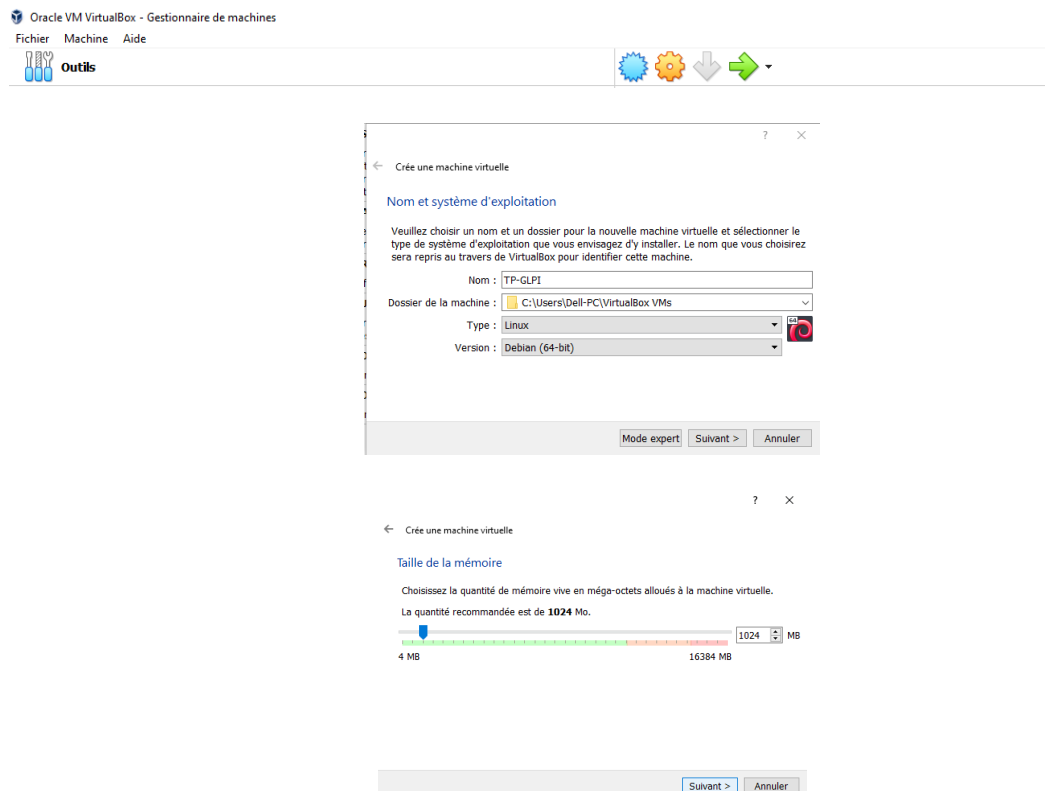 Oracle VM VirtualBox - Gestionnaire de machines
Fichier Machine Aide
Outils
?
Crée une machine virtuelle
Nom et système d'exploitation
Veuillez choisir un nom et un dossier pour la nouvelle machine virtuelle et sélectionner le
type de système d'exploitation que vous envisagez d'y installer. Le nom que vous choisirez
sera repris au travers de VirtualBox pour identifier cette machine.
Nom : TP-GLPI
Dossier de la machine : C:\Users\Dell-PC\VirtualBox VMs
Type : Linux
64
Version : Debian (64-bit)
Mode expert Suivant > Annuler
?
Crée une machine virtuelle
Taille de la mémoire
Choisissez la quantité de mémoire vive en méga-octets alloués à la machine virtuelle.
La quantité recommandée est de 1024 Mo.
1024 MB
4 MB 16384 MB
Suivant > Annuler